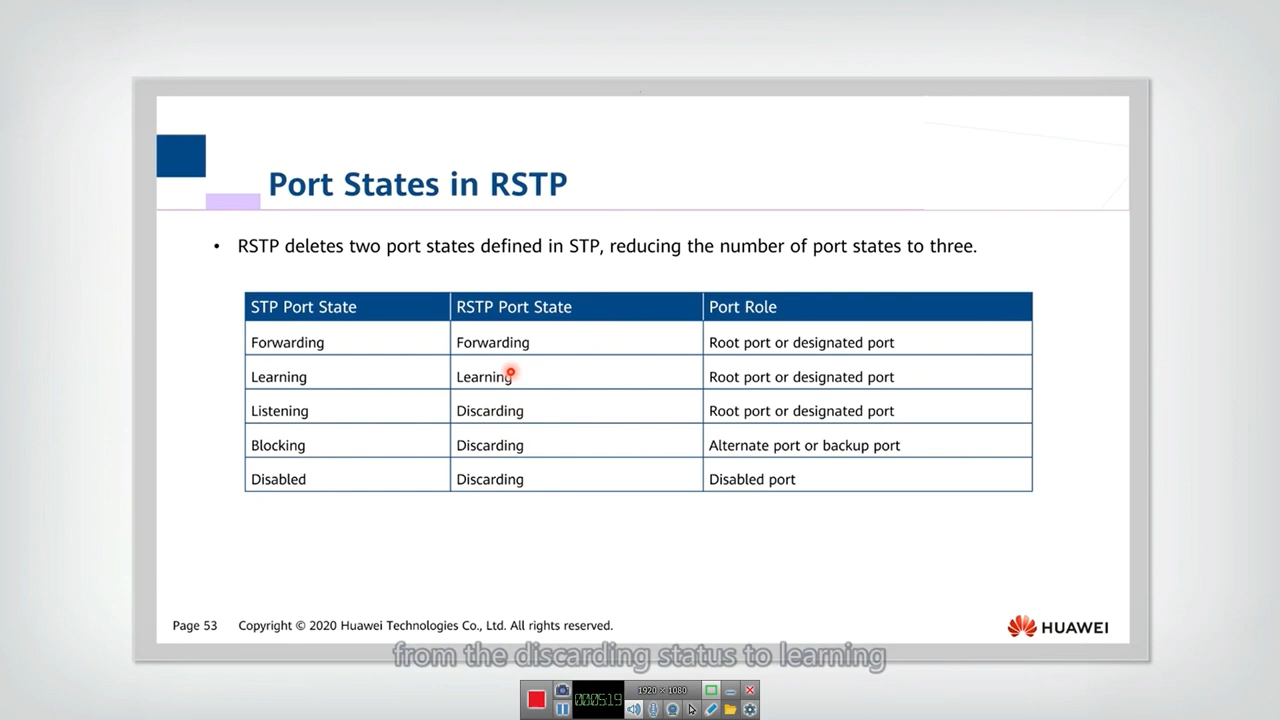 Port States in RSTP
• RSTP deletes two port states defined in STP, reducing the number of port states to three.
STP Port State RSTP Port State Port Role
Forwarding Forwarding Root port or designated port
Learning Learning Root port or designated port
Listening Discarding Root port or designated port
Blocking Discarding Alternate port or backup port
Disabled Discarding Disabled port
Page 53 Copyright © 2020 Huawei Technologies Co., Ltd. All rights reserved.
HUAWEI
from the discarding status to learning
1920 × 1080
000:05:19